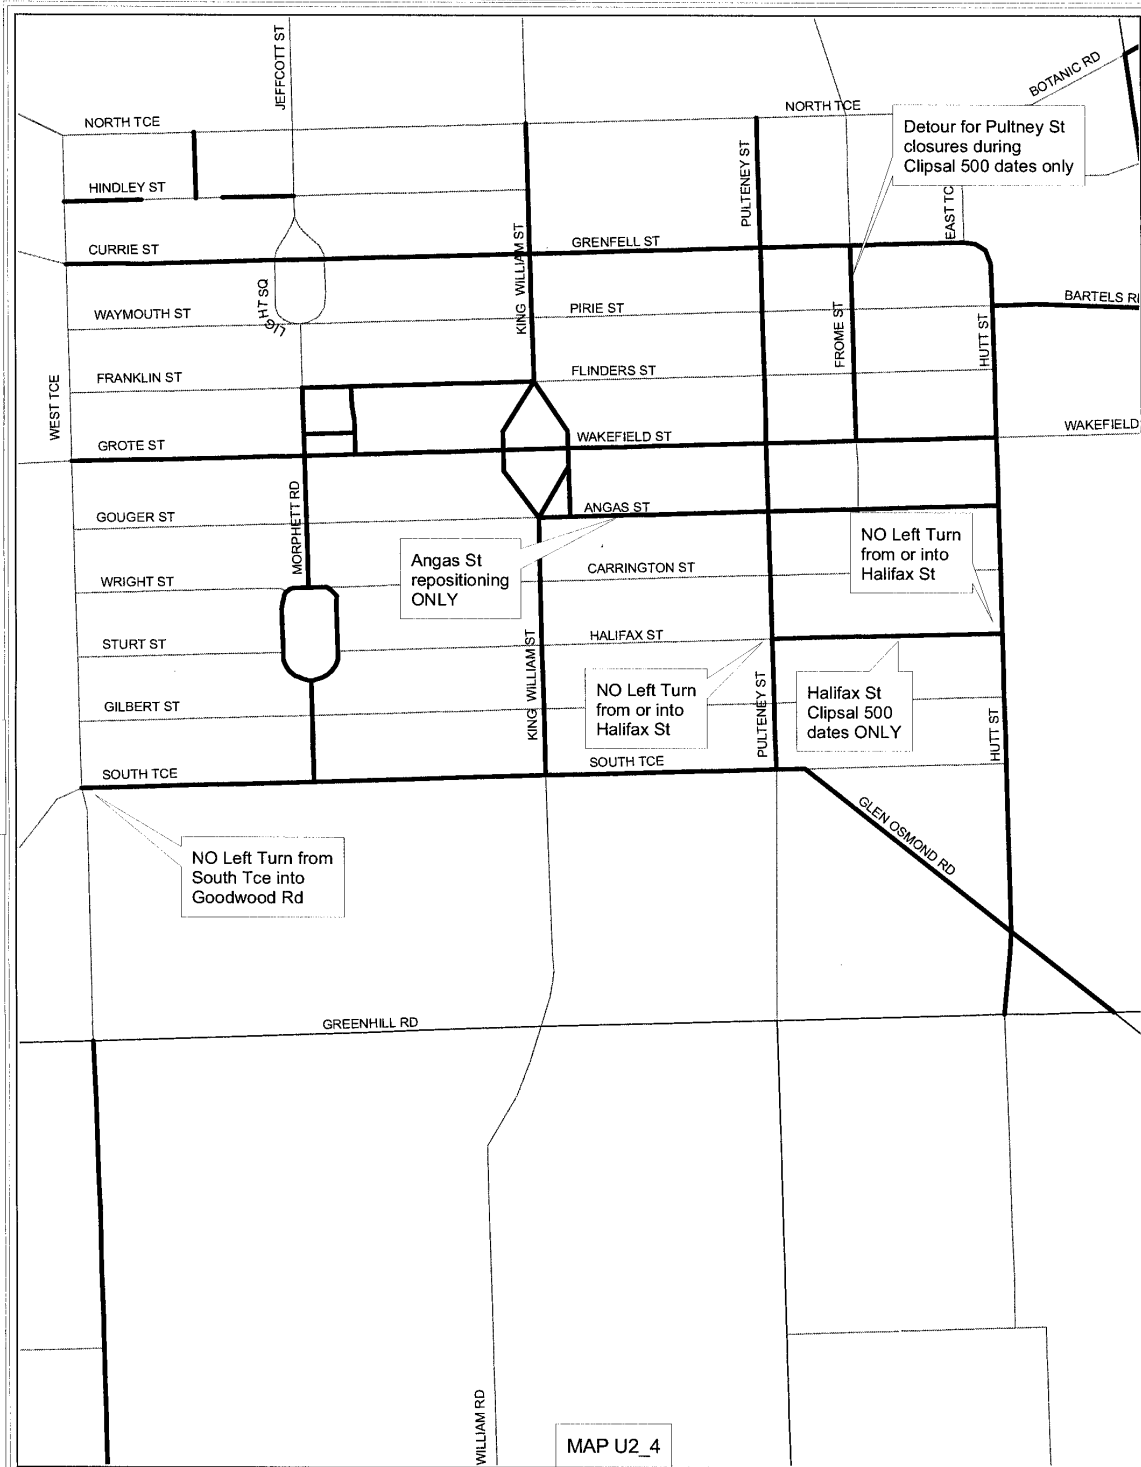 JEFFCOTT ST
BOTANIC RD
NORTH TCE
NORTH TCE
Detour for Pultney St
closures during
Clipsal 500 dates only
PULTENEY ST
HINDLEY ST
EAST TC
CURRIE ST
GRENFELL ST
KING WILLIAM ST
LIGHT SQ
WAYMOUTH ST
PIRIE ST
BARTELS R
FROME ST
HUTT ST
FRANKLIN ST
FLINDERS ST
WEST TCE
GROTE ST
WAKEFIELD ST
WAKEFIELD
MORPHETT RD
GOUGER ST
ANGAS ST
NO Left Turn
from or into
Halifax St
Angas St
repositioning
ONLY
WRIGHT ST
CARRINGTON ST
STURT ST
HALIFAX ST
KING WILLIAM ST
NO Left Turn
from or into
Halifax St
PULTENEY ST
Halifax St
Clipsal 500
dates ONLY
GILBERT ST
HUTT ST
SOUTH TCE
SOUTH TCE
GLEN OSMOND RD
NO Left Turn from
South Tce into
Goodwood Rd
GREENHILL RD
WILLIAM RD
MAP U2_4